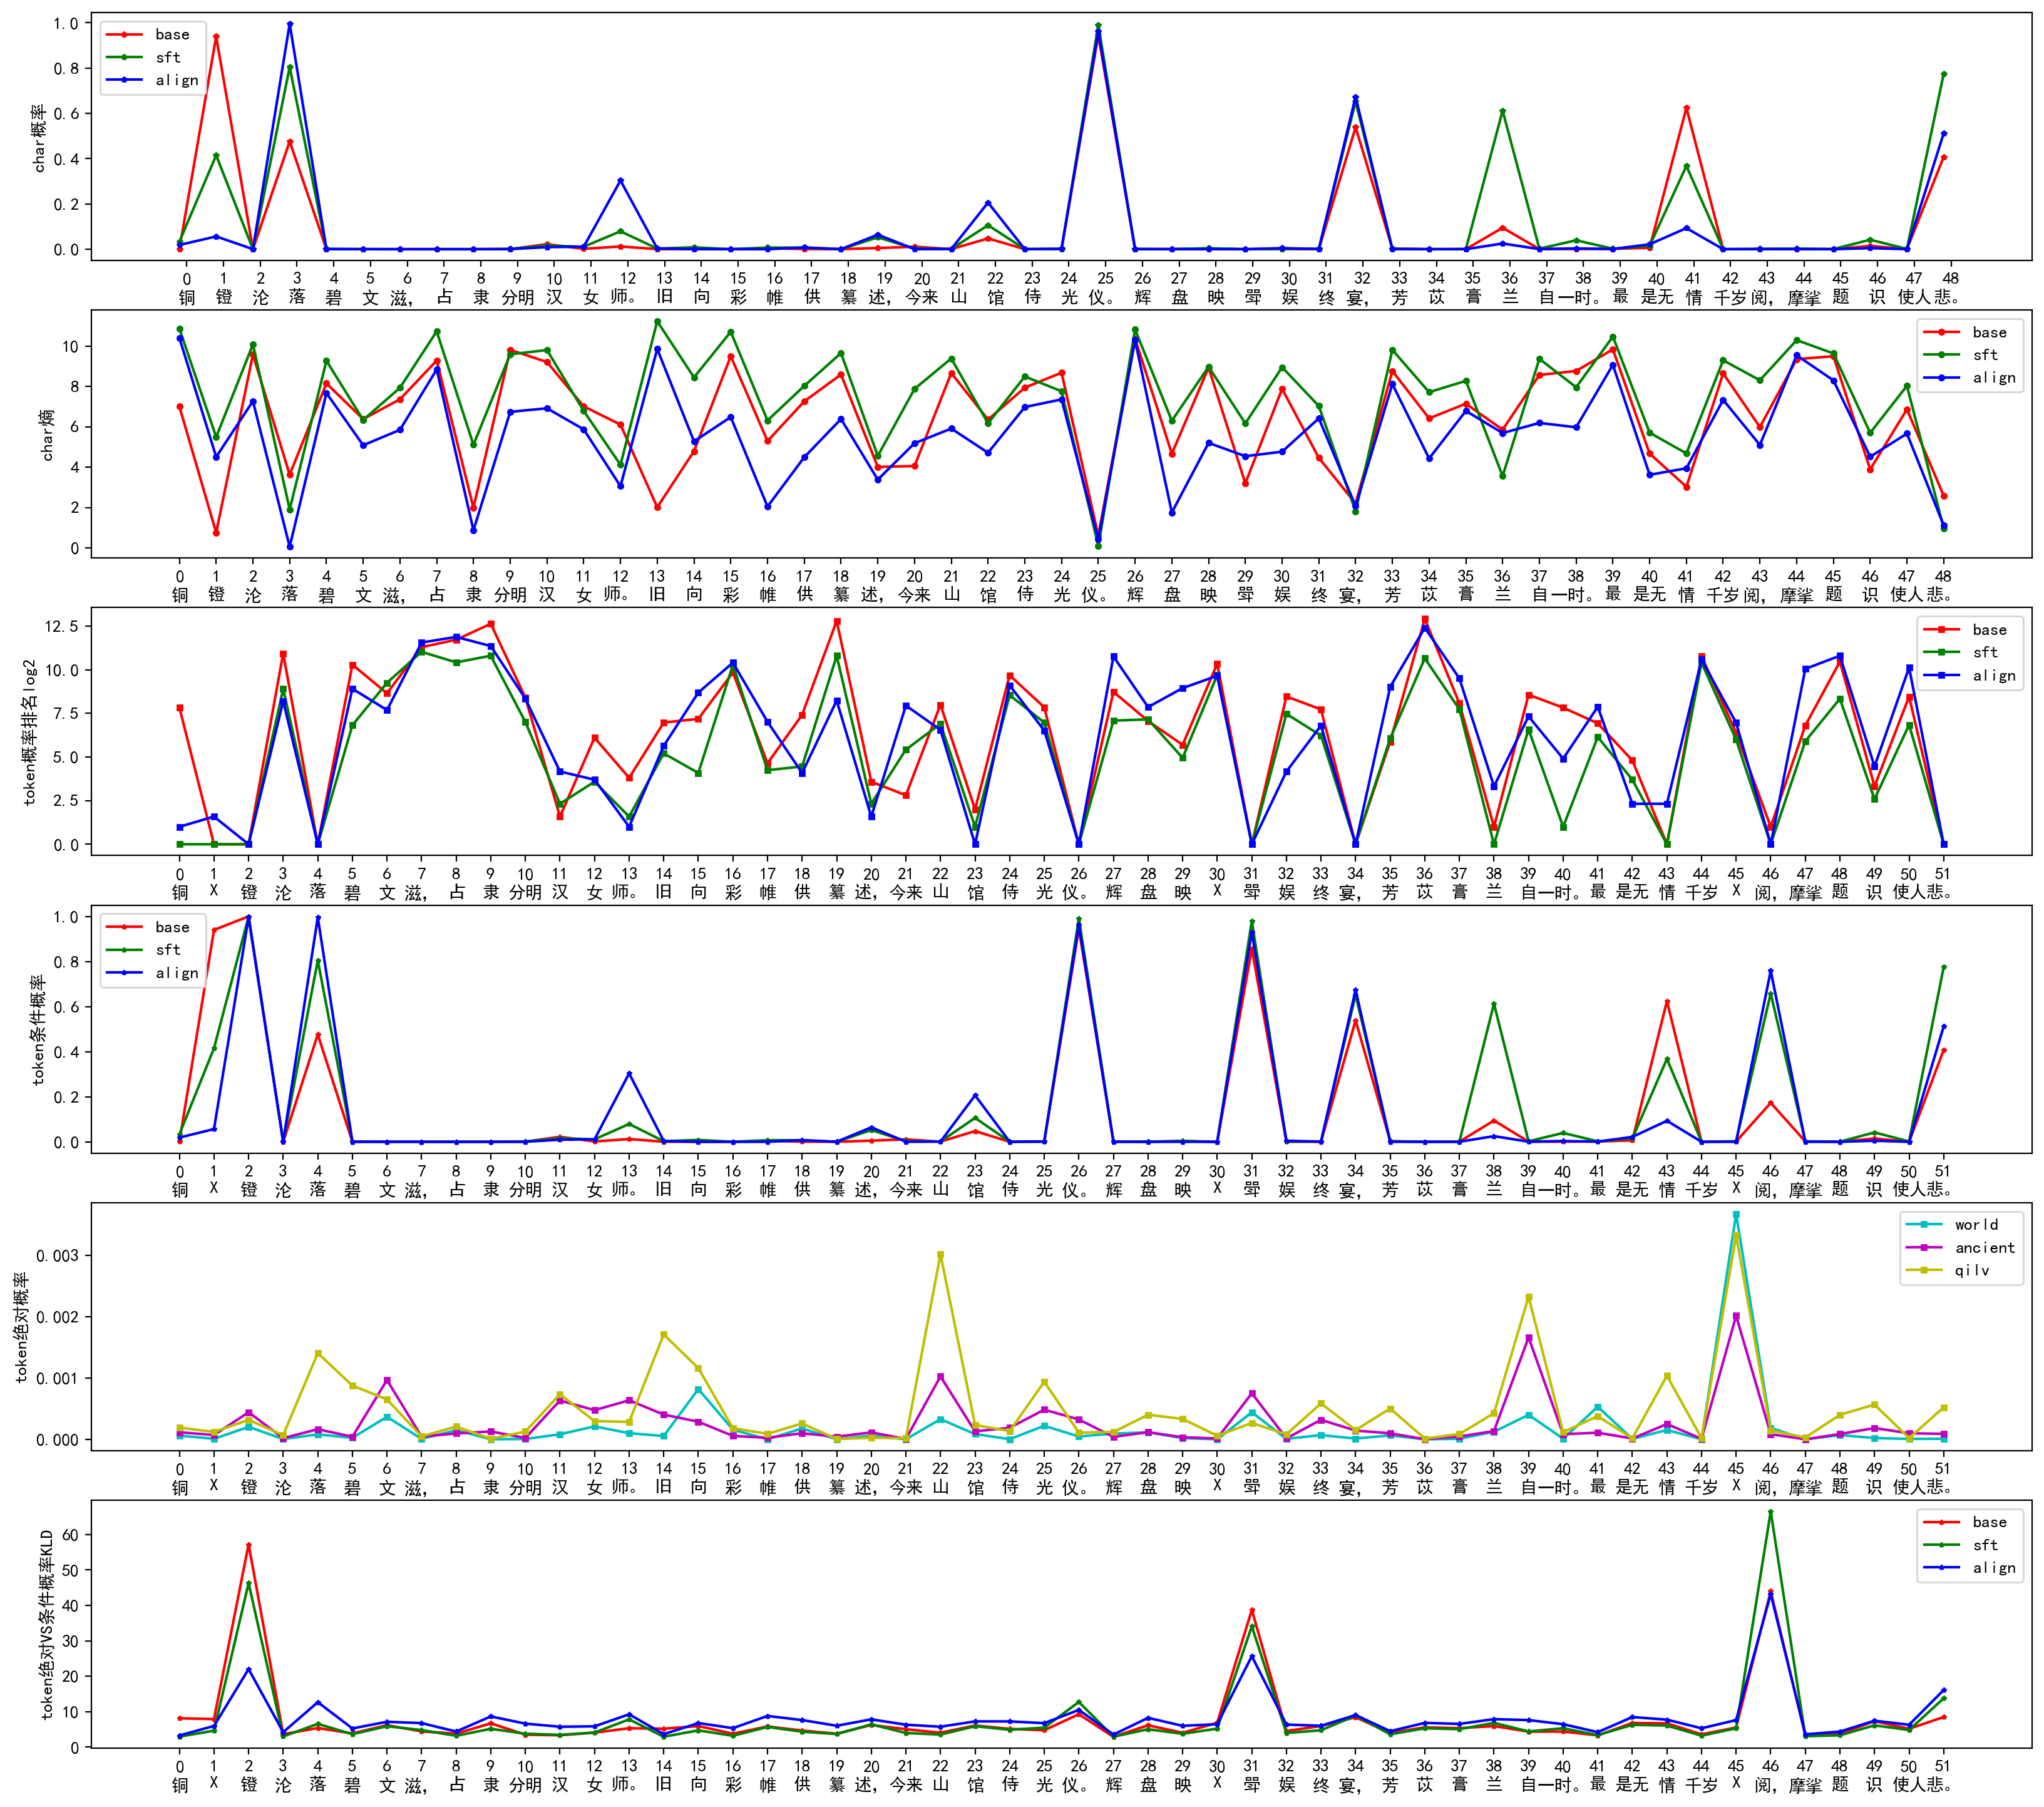 char概率
1.0
0.8
0.6
0.4
0.2
0.0
base
sft
align
0 1 2 3 4 5 6 7 8 9 10 11 12 13 14 15 16 17 18 19 20 21 22 23 24 25 26 27 28 29 30 31 32 33 34 35 36 37 38 39 40 41 42 43 44 45 46 47 48
铜 镫 沦 落 碧 文 滋， 占 隶 分明 汉 女 师。 旧 向 彩 帷 供 纂 述， 今来 山 馆 侍 光 仪。 辉 盘 映 斝 娱 终 宴， 芳 苡 膏 兰 自 一时。 最 是无 情 千岁 阅， 摩挲 题 识 使人 悲。
char熵
10
8
6
4
2
0
base
sft
align
0 1 2 3 4 5 6 7 8 9 10 11 12 13 14 15 16 17 18 19 20 21 22 23 24 25 26 27 28 29 30 31 32 33 34 35 36 37 38 39 40 41 42 43 44 45 46 47 48
铜 镫 沦 落 碧 文 滋， 占 隶 分明 汉 女 师。 旧 向 彩 帷 供 纂 述， 今来 山 馆 侍 光 仪。 辉 盘 映 斝 娱 终 宴， 芳 苡 膏 兰 自 一时。 最 是无 情 千岁 阅， 摩挲 题 识 使人 悲。
token概率排名log2
12.5
10.0
7.5
5.0
2.5
0.0
base
sft
align
0 1 2 3 4 5 6 7 8 9 10 11 12 13 14 15 16 17 18 19 20 21 22 23 24 25 26 27 28 29 30 31 32 33 34 35 36 37 38 39 40 41 42 43 44 45 46 47 48 49 50 51
铜 X 镫 沦 落 碧 文 滋， 占 隶 分明 汉 女 师。 旧 向 彩 帷 供 纂 述， 今来 山 馆 侍 光 仪。 辉 盘 映 X 斝 娱 终 宴， 芳 苡 膏 兰 自 一时。 最 是无 情 千岁 X 阅， 摩挲 题 识 使人 悲。
token条件概率
1.0
0.8
0.6
0.4
0.2
0.0
base
sft
align
0 1 2 3 4 5 6 7 8 9 10 11 12 13 14 15 16 17 18 19 20 21 22 23 24 25 26 27 28 29 30 31 32 33 34 35 36 37 38 39 40 41 42 43 44 45 46 47 48 49 50 51
铜 X 镫 沦 落 碧 文 滋， 占 隶 分明 汉 女 师。 旧 向 彩 帷 供 纂 述， 今来 山 馆 侍 光 仪。 辉 盘 映 X 斝 娱 终 宴， 芳 苡 膏 兰 自 一时。 最 是无 情 千岁 X 阅， 摩挲 题 识 使人 悲。
token绝对概率
0.003
0.002
0.001
0.000
world
ancient
qilv
0 1 2 3 4 5 6 7 8 9 10 11 12 13 14 15 16 17 18 19 20 21 22 23 24 25 26 27 28 29 30 31 32 33 34 35 36 37 38 39 40 41 42 43 44 45 46 47 48 49 50 51
铜 X 镫 沦 落 碧 文 滋， 占 隶 分明 汉 女 师。 旧 向 彩 帷 供 纂 述， 今来 山 馆 侍 光 仪。 辉 盘 映 X 斝 娱 终 宴， 芳 苡 膏 兰 自 一时。 最 是无 情 千岁 X 阅， 摩挲 题 识 使人 悲。
token绝对VS条件概率KLD
60
50
40
30
20
10
0
base
sft
align
0 1 2 3 4 5 6 7 8 9 10 11 12 13 14 15 16 17 18 19 20 21 22 23 24 25 26 27 28 29 30 31 32 33 34 35 36 37 38 39 40 41 42 43 44 45 46 47 48 49 50 51
铜 X 镫 沦 落 碧 文 滋， 占 隶 分明 汉 女 师。 旧 向 彩 帷 供 纂 述， 今来 山 馆 侍 光 仪。 辉 盘 映 X 斝 娱 终 宴， 芳 苡 膏 兰 自 一时。 最 是无 情 千岁 X 阅， 摩挲 题 识 使人 悲。